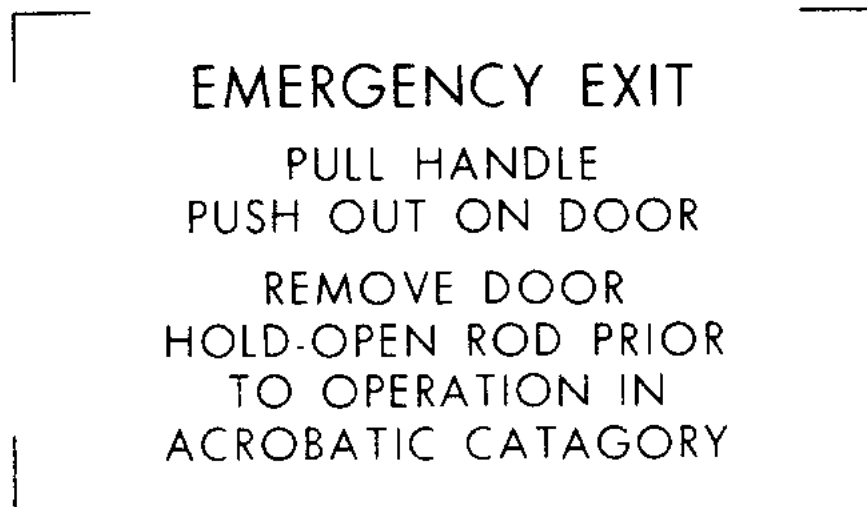 EMERGENCY EXIT
PULL HANDLE
PUSH OUT ON DOOR
REMOVE DOOR
HOLD-OPEN ROD PRIOR
TO OPERATION IN
ACROBATIC CATAGORY